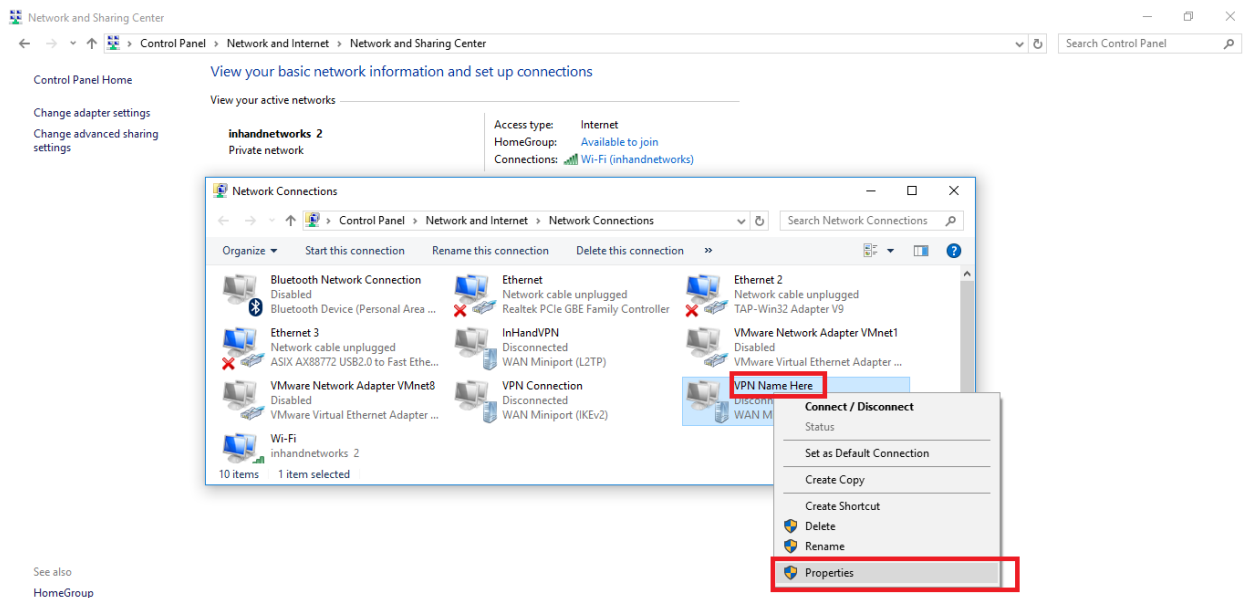 Network and Sharing Center
Control Panel > Network and Internet > Network and Sharing Center
Search Control Panel
Control Panel Home
Change adapter settings
Change advanced sharing
settings
View your basic network information and set up connections
View your active networks
inhandnetworks 2
Private network
Access type: Internet
HomeGroup: Available to join
Connections: Wi-Fi (inhandnetworks)
Network Connections
Control Panel > Network and Internet > Network Connections
Search Network Connections
Organize Start this connection Rename this connection Delete this connection »
Bluetooth Network Connection
Disabled
Bluetooth Device (Personal Area ...
Ethernet
Network cable unplugged
Realtek PCIe GBE Family Controller
Ethernet 2
Network cable unplugged
TAP-Win32 Adapter V9
Ethernet 3
Network cable unplugged
ASIX AX88772 USB2.0 to Fast Ethe...
InHandVPN
Disconnected
WAN Miniport (L2TP)
VMware Network Adapter VMnet1
Disabled
VMware Virtual Ethernet Adapter ...
VMware Network Adapter VMnet8
Disabled
VMware Virtual Ethernet Adapter ...
VPN Connection
Disconnected
WAN Miniport (IKEv2)
VPN Name Here
Disconn
WAN M
Wi-Fi
inhandnetworks 2
10 items 1 item selected
Connect / Disconnect
Status
Set as Default Connection
Create Copy
Create Shortcut
Delete
Rename
Properties
See also
HomeGroup